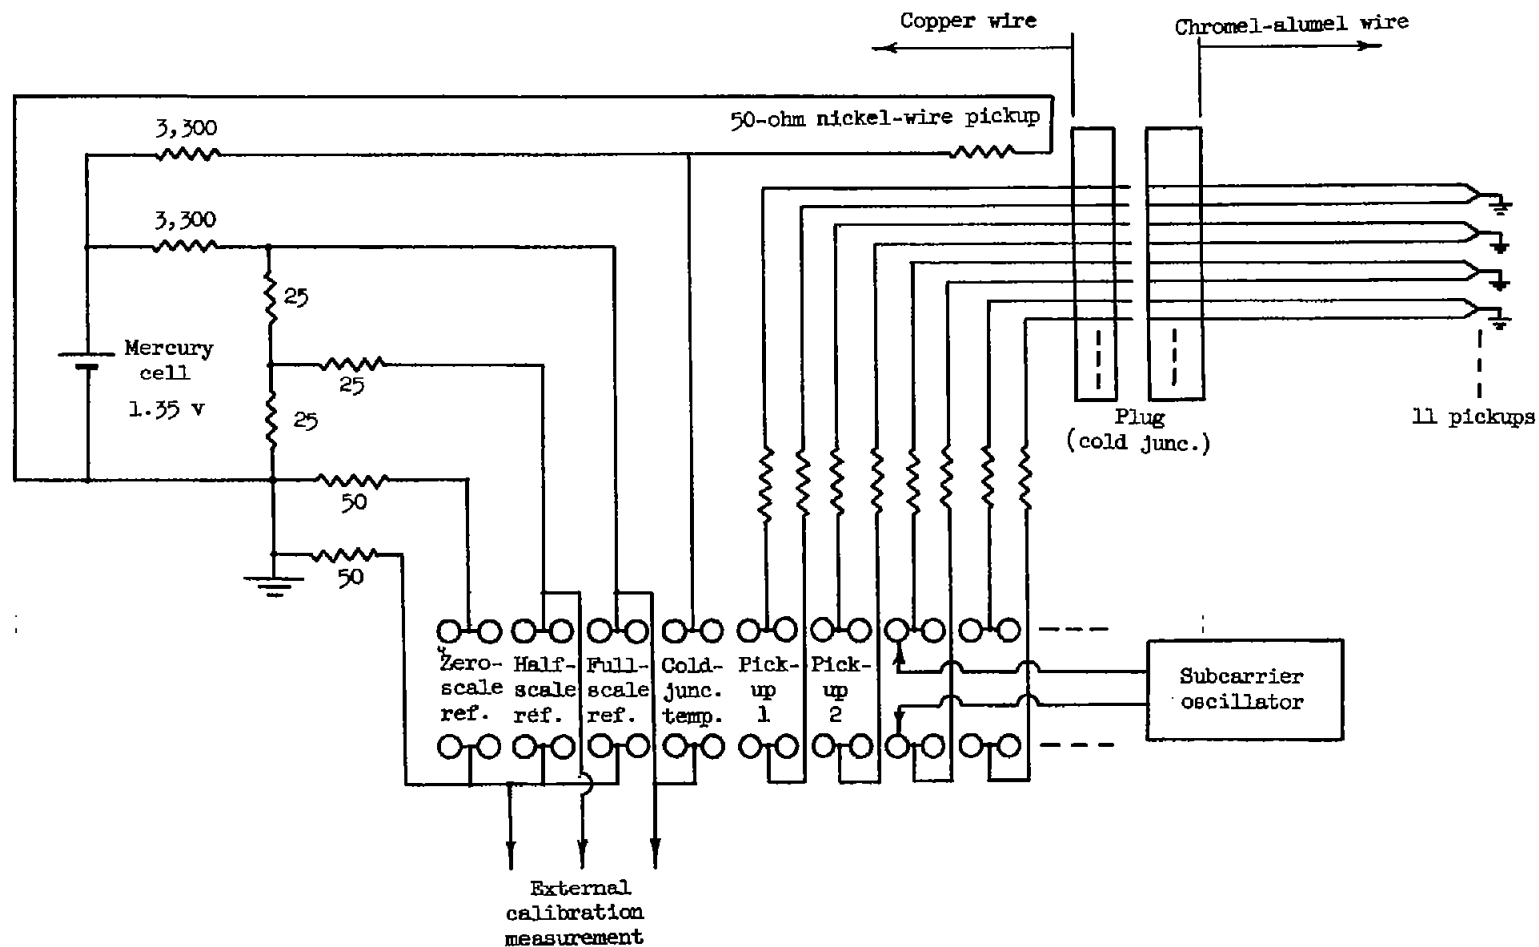 Copper wire
Chromel-alumel wire
50-ohm nickel-wire pickup
3,300
3,300
25
Mercury
cell
1.35 v
25
25
50
50
Plug
(cold junc.)
11 pickups
Zero-
scale
ref.
Half-
scale
ref.
Full-
scale
ref.
Cold-
junc.
temp.
Pick-
up
1
Pick-
up
2
Subcarrier
oscillator
External
calibration
measurement